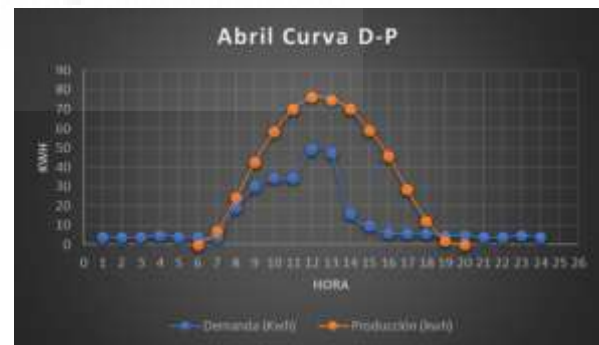 Abril Curva D-P
90
80
70
60
50
40
30
20
10
0
KWH
0 1 2 3 4 5 6 7 8 9 10 11 12 13 14 15 16 17 18 19 20 21 22 23 24 25 26
HORA
Demanda (Kwh) Producción (kwh)